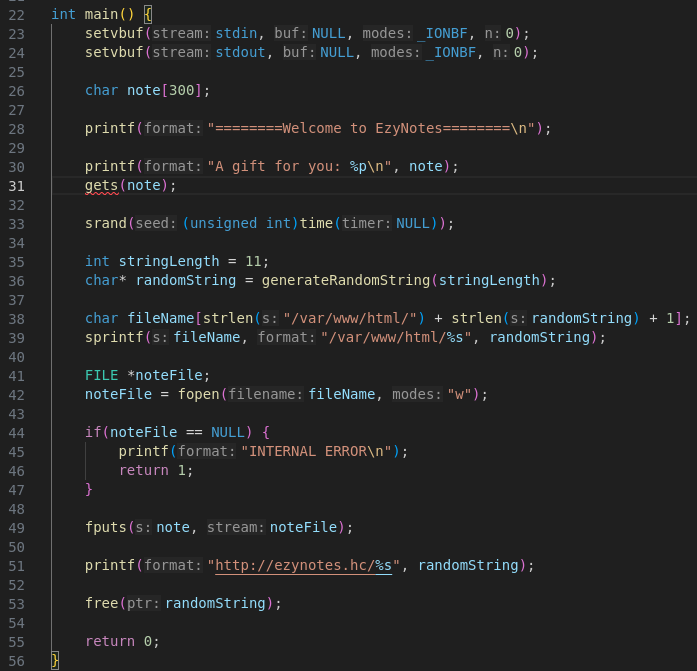 22 int main() {
23 setvbuf(stream: stdin, buf: NULL, modes: _IONBF, n: 0);
24 setvbuf(stream: stdout, buf: NULL, modes: _IONBF, n: 0);
25
26 char note[300];
27
28 printf(format: "========Welcome to EzyNotes========\n");
29
30 printf(format: "A gift for you: %p\n", note);
31 gets(note);
32
33 srand(seed: (unsigned int)time(timer: NULL));
34
35 int stringLength = 11;
36 char* randomString = generateRandomString(stringLength);
37
38 char fileName[strlen(s: "/var/www/html/") + strlen(s: randomString) + 1];
39 sprintf(s: fileName, format: "/var/www/html/%s", randomString);
40
41 FILE *noteFile;
42 noteFile = fopen(filename: fileName, modes: "w");
43
44 if(noteFile == NULL) {
45 printf(format: "INTERNAL ERROR\n");
46 return 1;
47 }
48
49 fputs(s: note, stream: noteFile);
50
51 printf(format: "http://ezynotes.hc/%s", randomString);
52
53 free(ptr: randomString);
54
55 return 0;
56 }